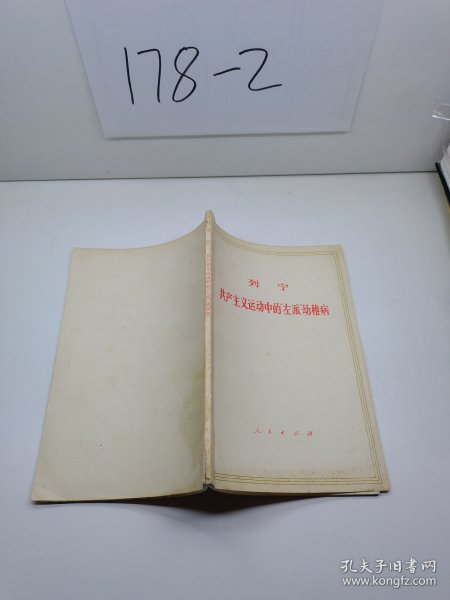 178-2
列宁
共产主义运动中的“左派”幼稚病
人民出版社
孔夫子旧书网
www.kongfz.com